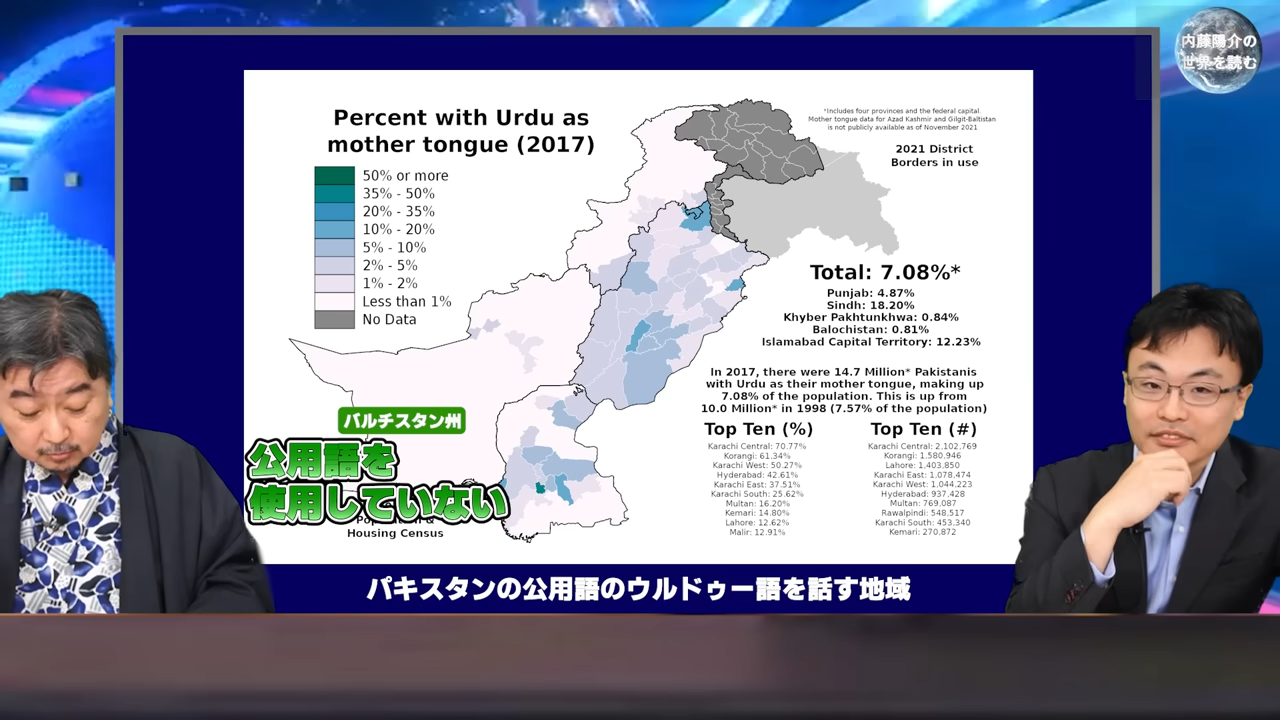 内藤陽介の
世界を読む
Percent with Urdu as
mother tongue (2017)
50% or more
35% - 50%
20% - 35%
10% - 20%
5% - 10%
2% - 5%
1% - 2%
Less than 1%
No Data
*Includes four provinces and the federal capital.
Mother tongue data for Azad Kashmir and Gilgit-Baltistan
is not publicly available as of November 2021
2021 District
Borders in use
Total: 7.08%*
Punjab: 4.87%
Sindh: 18.20%
Khyber Pakhtunkhwa: 0.84%
Balochistan: 0.81%
Islamabad Capital Territory: 12.23%
In 2017, there were 14.7 Million* Pakistanis
with Urdu as their mother tongue, making up
7.08% of the population. This is up from
10.0 Million* in 1998 (7.57% of the population)
Top Ten (%)
Karachi Central: 70.77%
Korangi: 61.34%
Karachi West: 50.27%
Hyderabad: 42.61%
Karachi East: 37.51%
Karachi South: 25.62%
Multan: 16.20%
Kemari: 14.80%
Lahore: 12.62%
Malir: 12.91%
Top Ten (#)
Karachi Central: 2,102,769
Korangi: 1,580,946
Lahore: 1,403,850
Karachi East: 1,078,474
Karachi West: 1,044,223
Hyderabad: 937,428
Multan: 769,087
Rawalpindi: 548,517
Karachi South: 453,340
Kemari: 270,872
バルチスタン州
公用語を
使用していない
Housing Census
パキスタンの公用語のウルドゥー語を話す地域